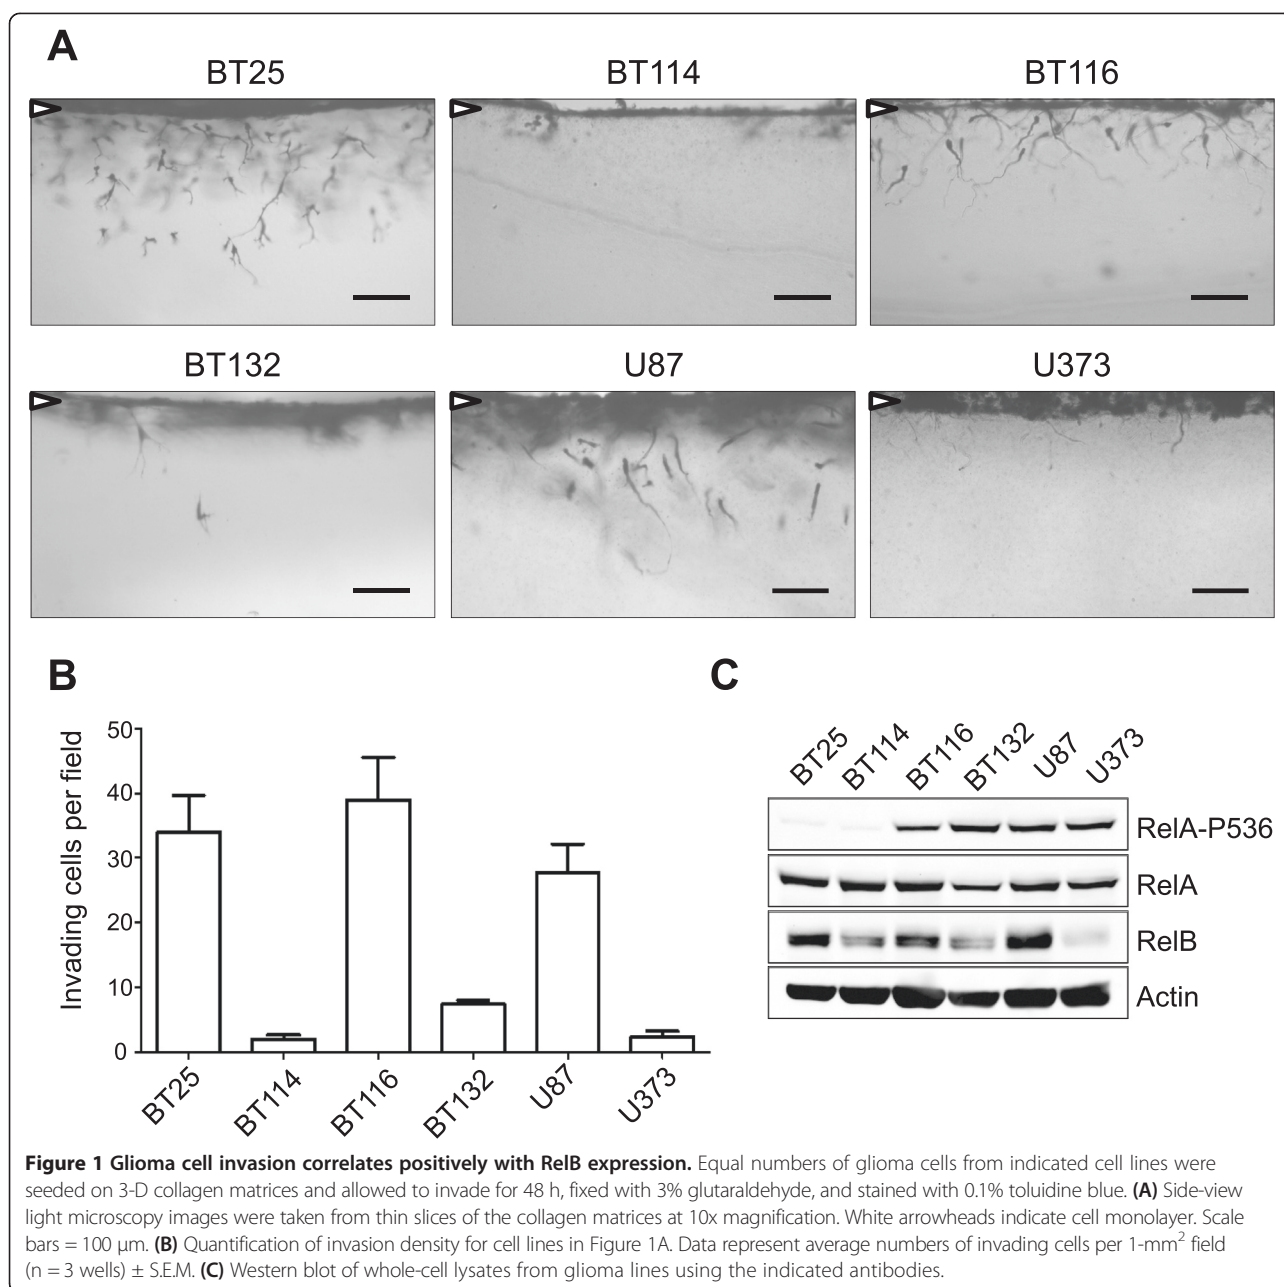 A
BT25
BT114
BT116
BT132
U87
U373
B
Invading cells per field
50
40
30
20
10
0
BT25
BT114
BT116
BT132
U87
U373
C
BT25
BT114
BT116
BT132
U87
U373
RelA-P536
RelA
RelB
Actin
Figure 1 Glioma cell invasion correlates positively with RelB expression. Equal numbers of glioma cells from indicated cell lines were
seeded on 3-D collagen matrices and allowed to invade for 48 h, fixed with 3% glutaraldehyde, and stained with 0.1% toluidine blue. (A) Side-view
light microscopy images were taken from thin slices of the collagen matrices at 10x magnification. White arrowheads indicate cell monolayer. Scale
bars = 100 μm. (B) Quantification of invasion density for cell lines in Figure 1A. Data represent average numbers of invading cells per 1-mm² field
(n = 3 wells) ± S.E.M. (C) Western blot of whole-cell lysates from glioma lines using the indicated antibodies.